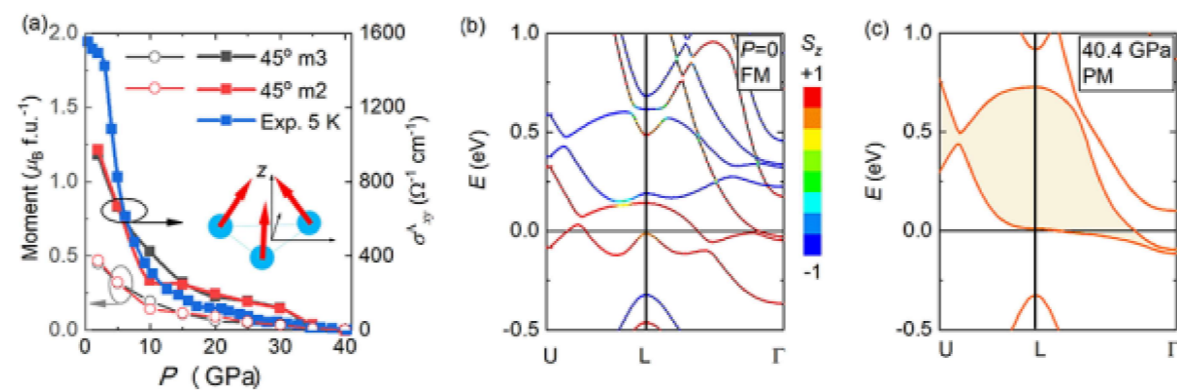 (a)
2.0
1.5
1.0
0.5
0.0
Moment (μB f.u.-1)
1600
1200
800
400
0
σAxy (Ω-1 cm-1)
45º m3
45º m2
Exp. 5 K
z
0 10 20 30 40
P (GPa)
(b)
1.0
0.5
0.0
-0.5
E (eV)
P=0
FM
U L Γ
Sz
+1
-1
(c)
1.0
0.5
0.0
-0.5
E (eV)
40.4 GPa
PM
U L Γ